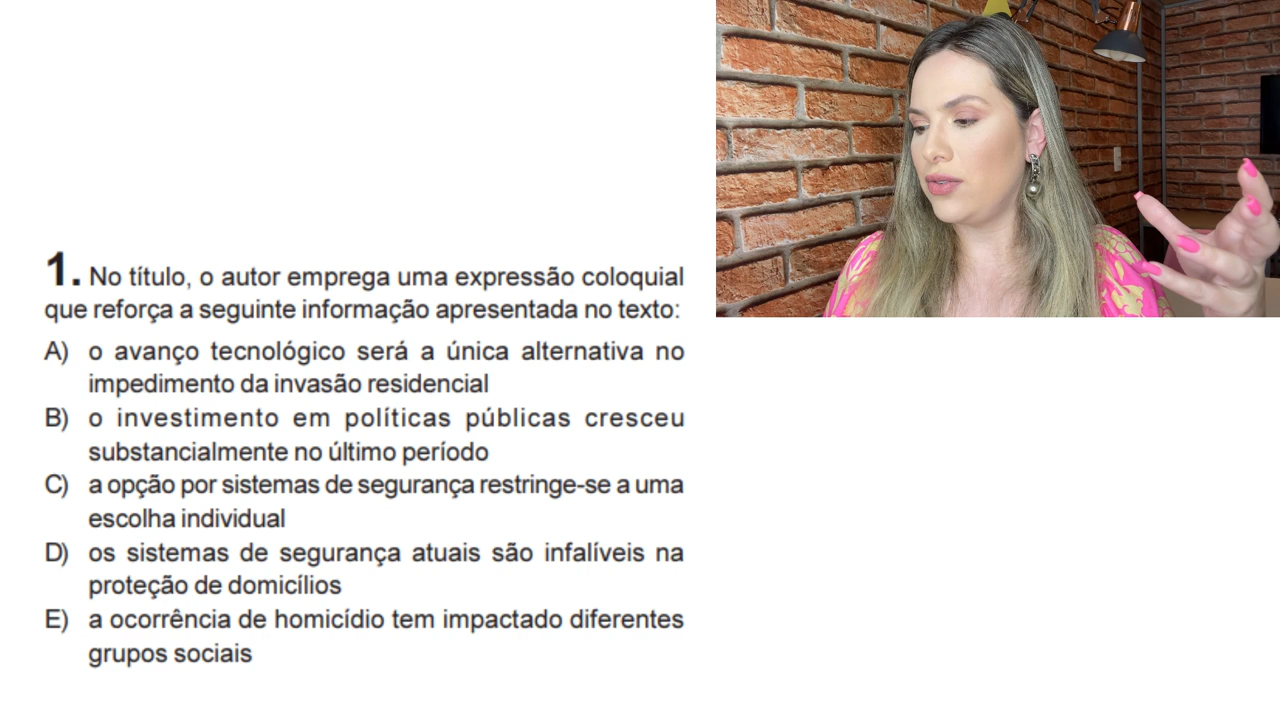 1. No título, o autor emprega uma expressão coloquial
que reforça a seguinte informação apresentada no texto:
A) o avanço tecnológico será a única alternativa no
impedimento da invasão residencial
B) o investimento em políticas públicas cresceu
substancialmente no último período
C) a opção por sistemas de segurança restringe-se a uma
escolha individual
D) os sistemas de segurança atuais são infalíveis na
proteção de domicílios
E) a ocorrência de homicídio tem impactado diferentes
grupos sociais